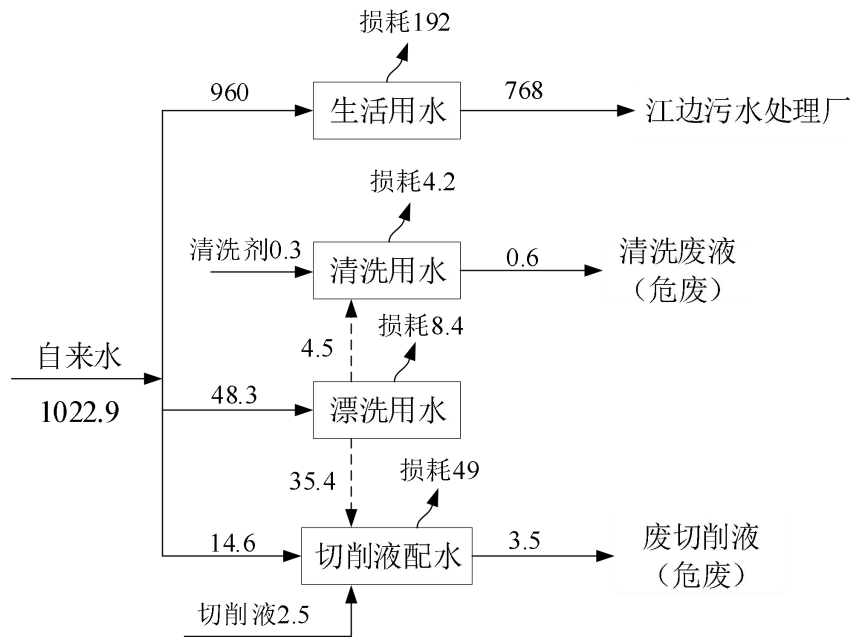 损耗192
960
生活用水
768
江边污水处理厂
损耗4.2
清洗剂0.3
清洗用水
0.6
清洗废液
（危废）
4.5
损耗8.4
自来水
1022.9
48.3
漂洗用水
35.4
损耗49
14.6
切削液配水
3.5
废切削液
（危废）
切削液2.5